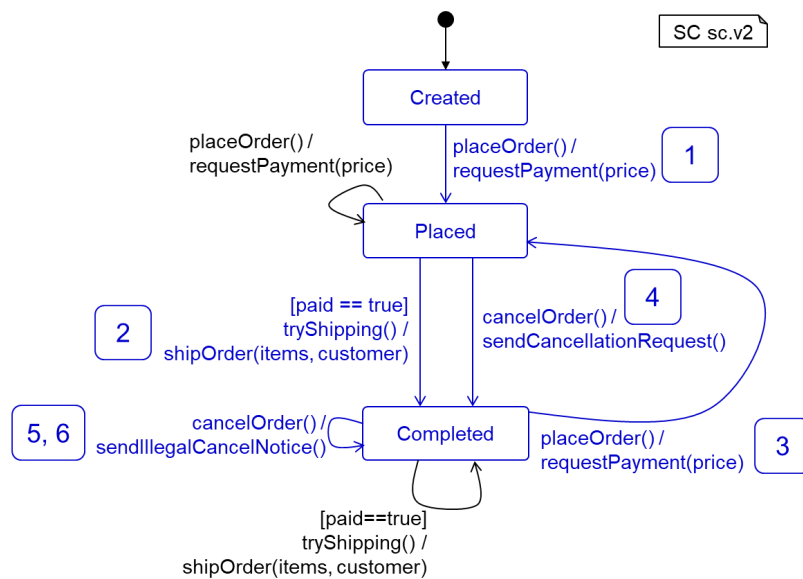 SC sc.v2
Created
placeOrder() /
requestPayment(price)
placeOrder() /
requestPayment(price)
1
Placed
[paid == true]
tryShipping() /
shipOrder(items, customer)
2
cancelOrder() /
sendCancellationRequest()
4
5, 6
cancelOrder() /
sendIllegalCancelNotice()
Completed
placeOrder() /
requestPayment(price)
3
[paid==true]
tryShipping() /
shipOrder(items, customer)